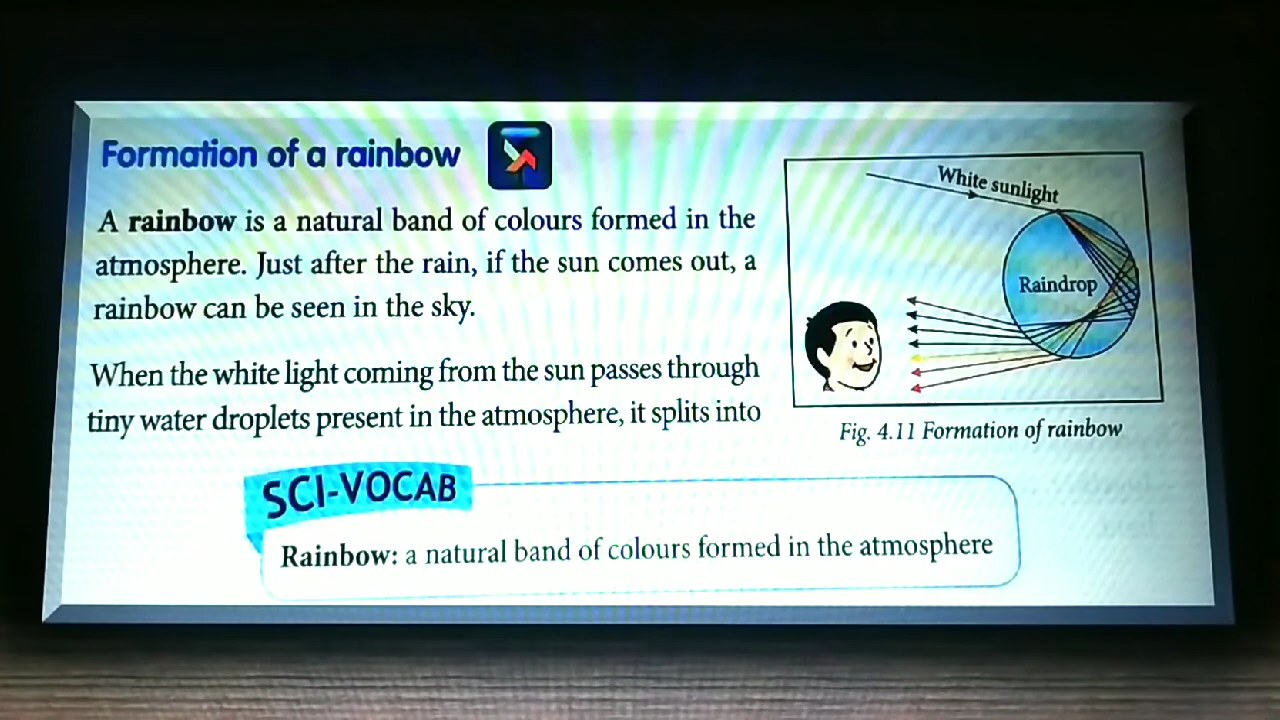 Formation of a rainbow
A rainbow is a natural band of colours formed in the
atmosphere. Just after the rain, if the sun comes out, a
rainbow can be seen in the sky.
When the white light coming from the sun passes through
tiny water droplets present in the atmosphere, it splits into
White sunlight
Raindrop
Fig. 4.11 Formation of rainbow
SCI-VOCAB
Rainbow: a natural band of colours formed in the atmosphere